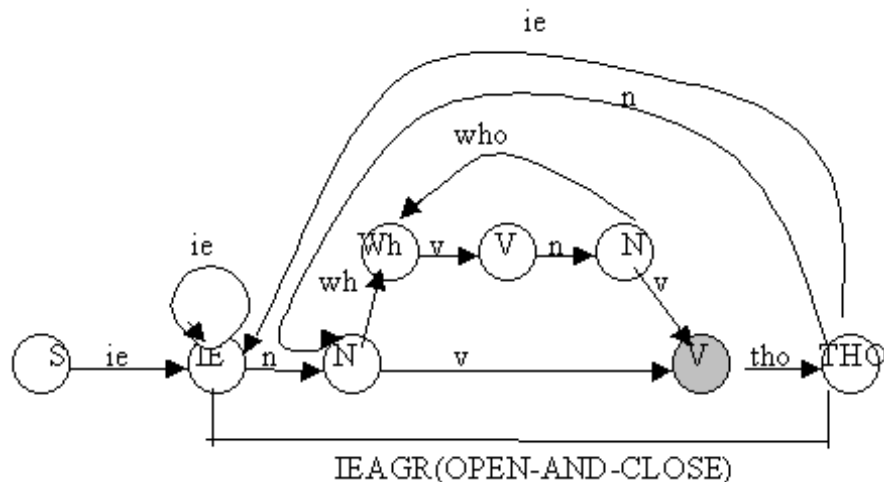 ie
n
who
ie
Wh v V n N
wh v
S ie IE n N v V tho THO
IEAGR(OPEN-AND-CLOSE)